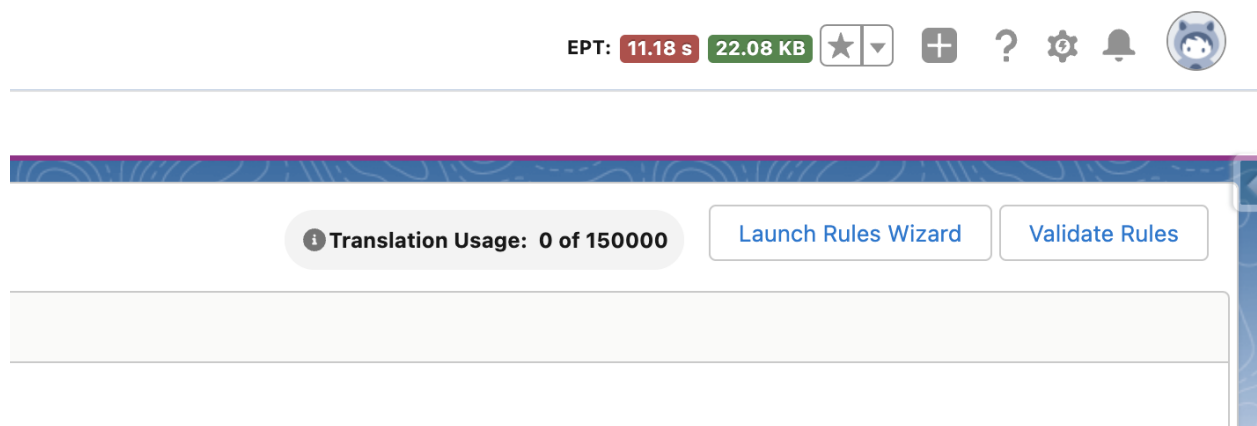 EPT: 11.18 s 22.08 KB
Translation Usage: 0 of 150000 Launch Rules Wizard Validate Rules